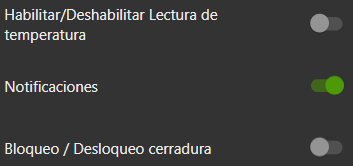 Habilitar/Deshabilitar Lectura de
temperatura
Notificaciones
Bloqueo / Desloqueo cerradura